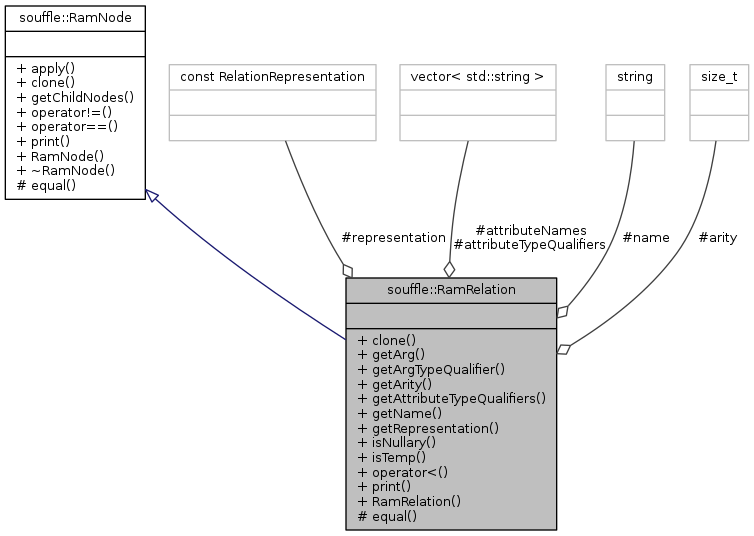 souffle::RamNode
+ apply()
+ clone()
+ getChildNodes()
+ operator!=()
+ operator==()
+ print()
+ RamNode()
+ ~RamNode()
# equal()
const RelationRepresentation
vector< std::string >
string
size_t
#representation
#attributeNames
#attributeTypeQualifiers
#name
#arity
souffle::RamRelation
+ clone()
+ getArg()
+ getArgTypeQualifier()
+ getArity()
+ getAttributeTypeQualifiers()
+ getName()
+ getRepresentation()
+ isNullary()
+ isTemp()
+ operator<()
+ print()
+ RamRelation()
# equal()